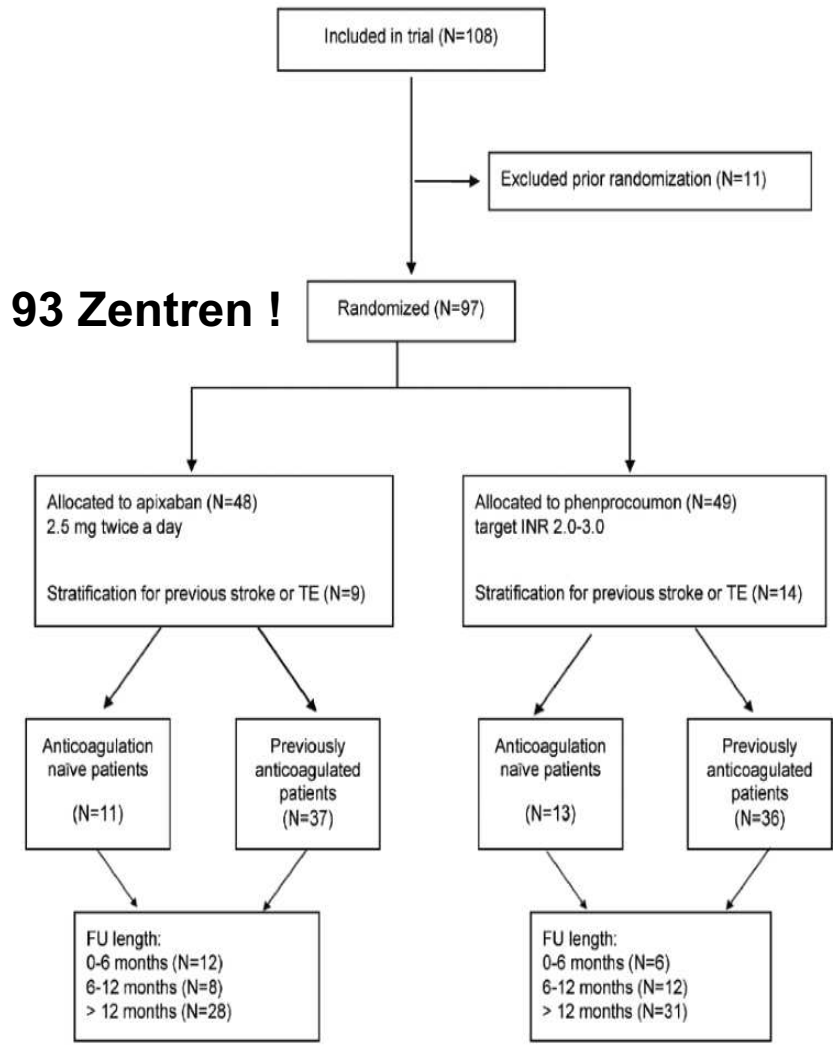 Included in trial (N=108)
Excluded prior randomization (N=11)
93 Zentren !
Randomized (N=97)
Allocated to apixaban (N=48)
2.5 mg twice a day
Stratification for previous stroke or TE (N=9)
Allocated to phenprocoumon (N=49)
target INR 2.0-3.0
Stratification for previous stroke or TE (N=14)
Anticoagulation
naïve patients
(N=11)
Previously
anticoagulated
patients
(N=37)
Anticoagulation
naïve patients
(N=13)
Previously
anticoagulated
patients
(N=36)
FU length:
0-6 months (N=12)
6-12 months (N=8)
> 12 months (N=28)
FU length:
0-6 months (N=6)
6-12 months (N=12)
> 12 months (N=31)